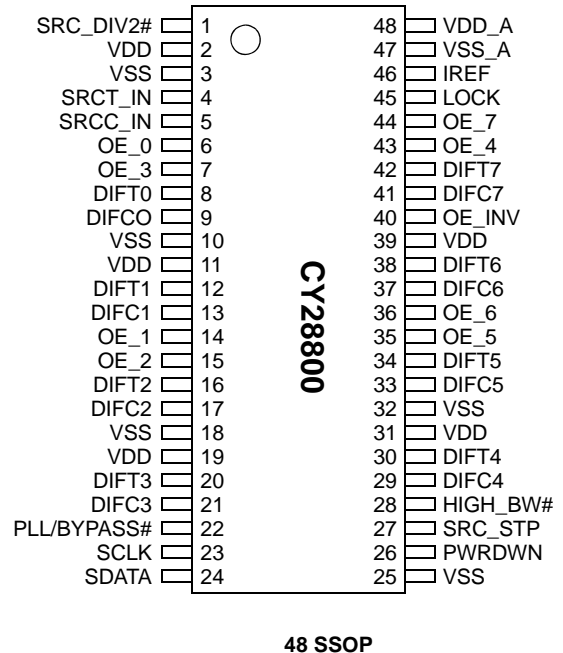 SRC_DIV2# 1 48 VDD_A
VDD 2 47 VSS_A
VSS 3 46 IREF
SRCT_IN 4 45 LOCK
SRCC_IN 5 44 OE_7
OE_0 6 43 OE_4
OE_3 7 42 DIFT7
DIFT0 8 41 DIFC7
DIFCO 9 40 OE_INV
VSS 10 39 VDD
VDD 11 38 DIFT6
DIFT1 12 37 DIFC6
DIFC1 13 36 OE_6
OE_1 14 35 OE_5
OE_2 15 34 DIFT5
DIFT2 16 33 DIFC5
DIFC2 17 32 VSS
VSS 18 31 VDD
VDD 19 30 DIFT4
DIFT3 20 29 DIFC4
DIFC3 21 28 HIGH_BW#
PLL/BYPASS# 22 27 SRC_STP
SCLK 23 26 PWRDWN
SDATA 24 25 VSS
CY28800
48 SSOP